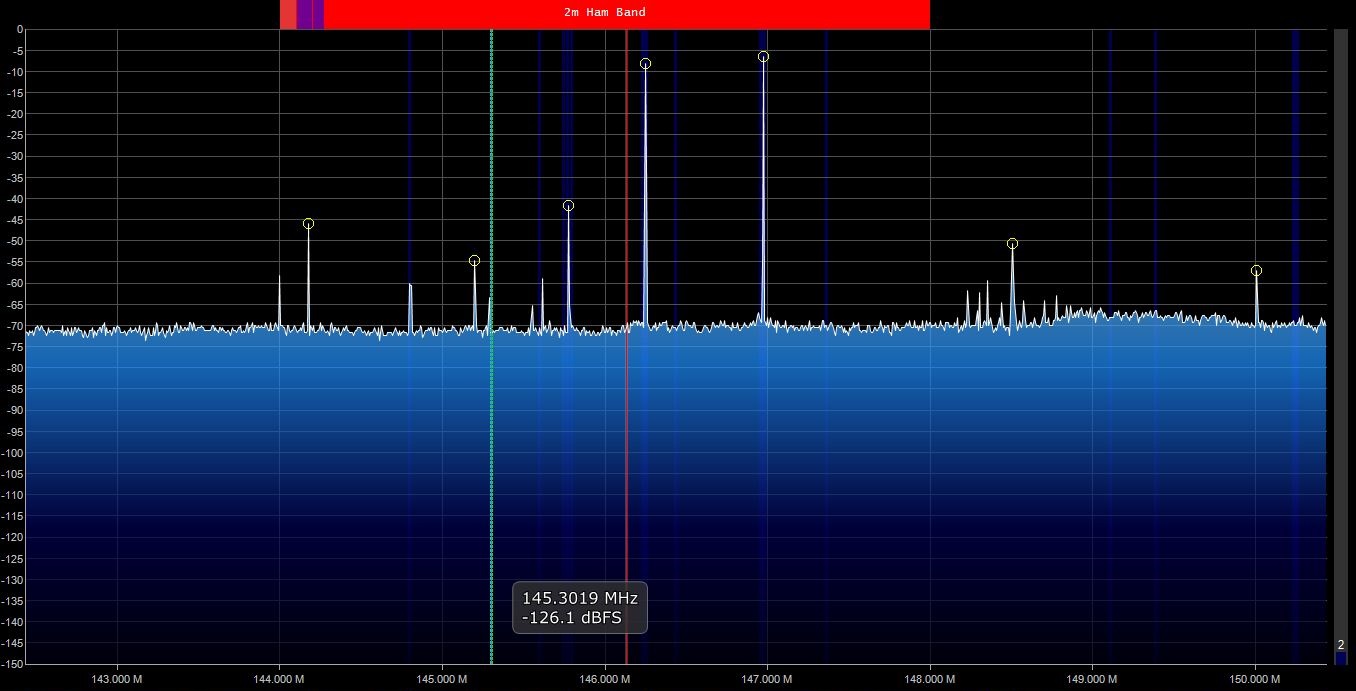 2m Ham Band
0
-5
-10
-15
-20
-25
-30
-35
-40
-45
-50
-55
-60
-65
-70
-75
-80
-85
-90
-95
-100
-105
-110
-115
-120
-125
-130
-135
-140
-145
-150
145.3019 MHz
-126.1 dBFS
2
143.000 M
144.000 M
145.000 M
146.000 M
147.000 M
148.000 M
149.000 M
150.000 M